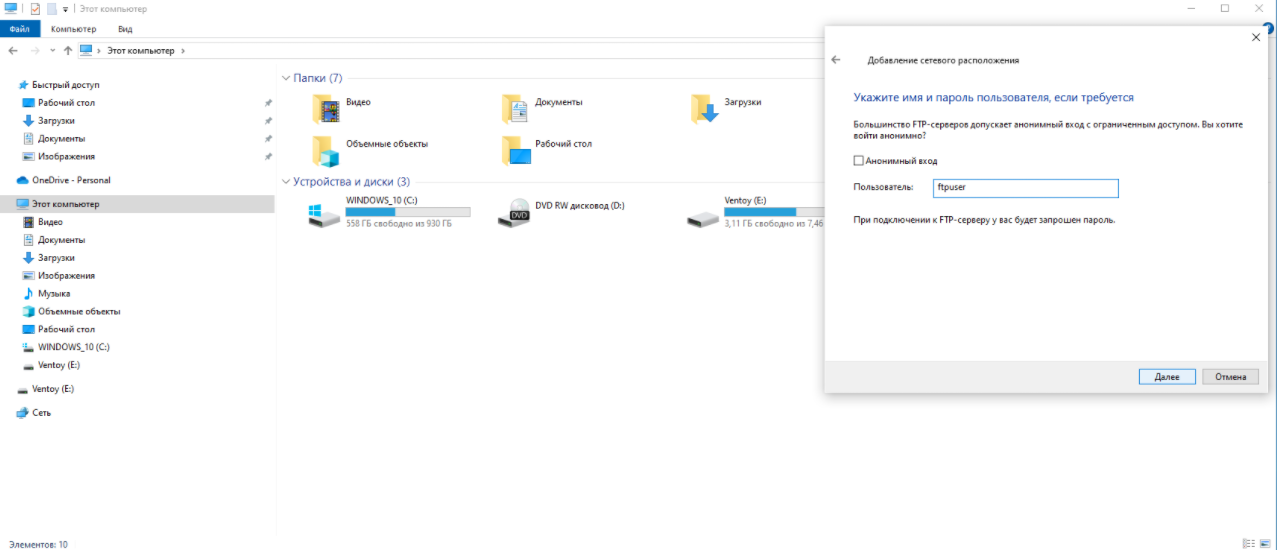 Этот компьютер
Файл
Компьютер
Вид
Этот компьютер
Быстрый доступ
Рабочий стол
Загрузки
Документы
Изображения
OneDrive - Personal
Этот компьютер
Видео
Документы
Загрузки
Изображения
Музыка
Объемные объекты
Рабочий стол
WINDOWS_10 (C:)
Ventoy (E:)
Ventoy (E:)
Сеть
Папки (7)
Видео
Документы
Загрузки
Объемные объекты
Рабочий стол
Устройства и диски (3)
WINDOWS_10 (C:)
558 ГБ свободно из 930 ГБ
DVD RW дисковод (D:)
DVD
Ventoy (E:)
3,11 ГБ свободно из 7,46
Добавление сетевого расположения
Укажите имя и пароль пользователя, если требуется
Большинство FTP-серверов допускает анонимный вход с ограниченным доступом. Вы хотите
войти анонимно?
Анонимный вход
Пользователь:
ftpuser
При подключении к FTP-серверу у вас будет запрошен пароль.
Далее
Отмена
Элементов: 10